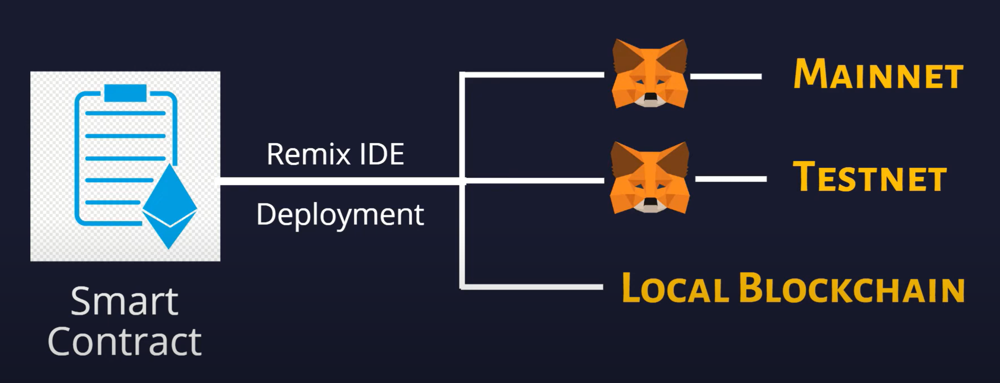 Remix IDE
Deployment
Smart
Contract
Mainnet
Testnet
Local Blockchain